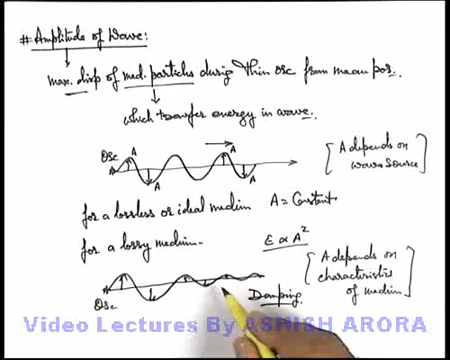 # Amplitude of Wave:
max. disp of med. particles during their osc from mean pos.
which transfer energy in wave.
osc A A
A A
[A depends on
wave source]
for a lossless or ideal medium A = Constant.
for a lossy medium - E ∝ A²
[A depends on
characteristics
of medium]
Osc Damping.
Video Lectures By ASHISH ARORA